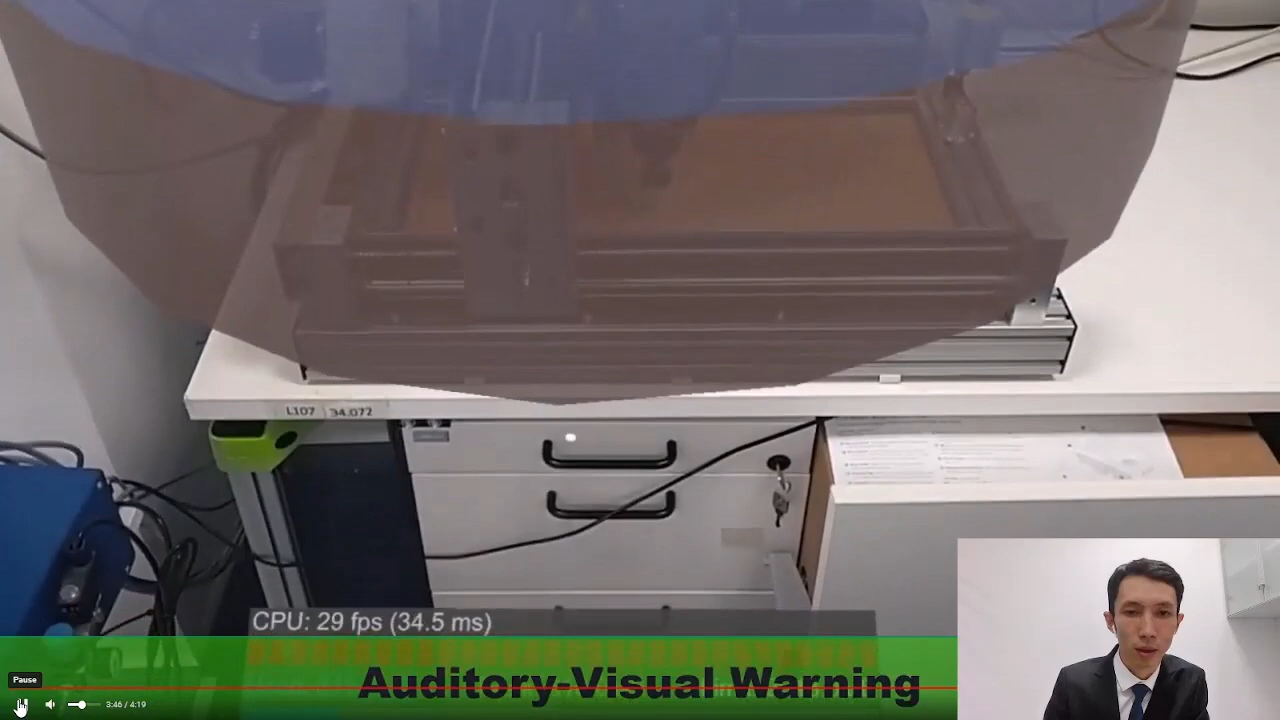 L107 34.072
CPU: 29 fps (34.5 ms)
Auditory-Visual Warning
Pause
3:46 / 4:19